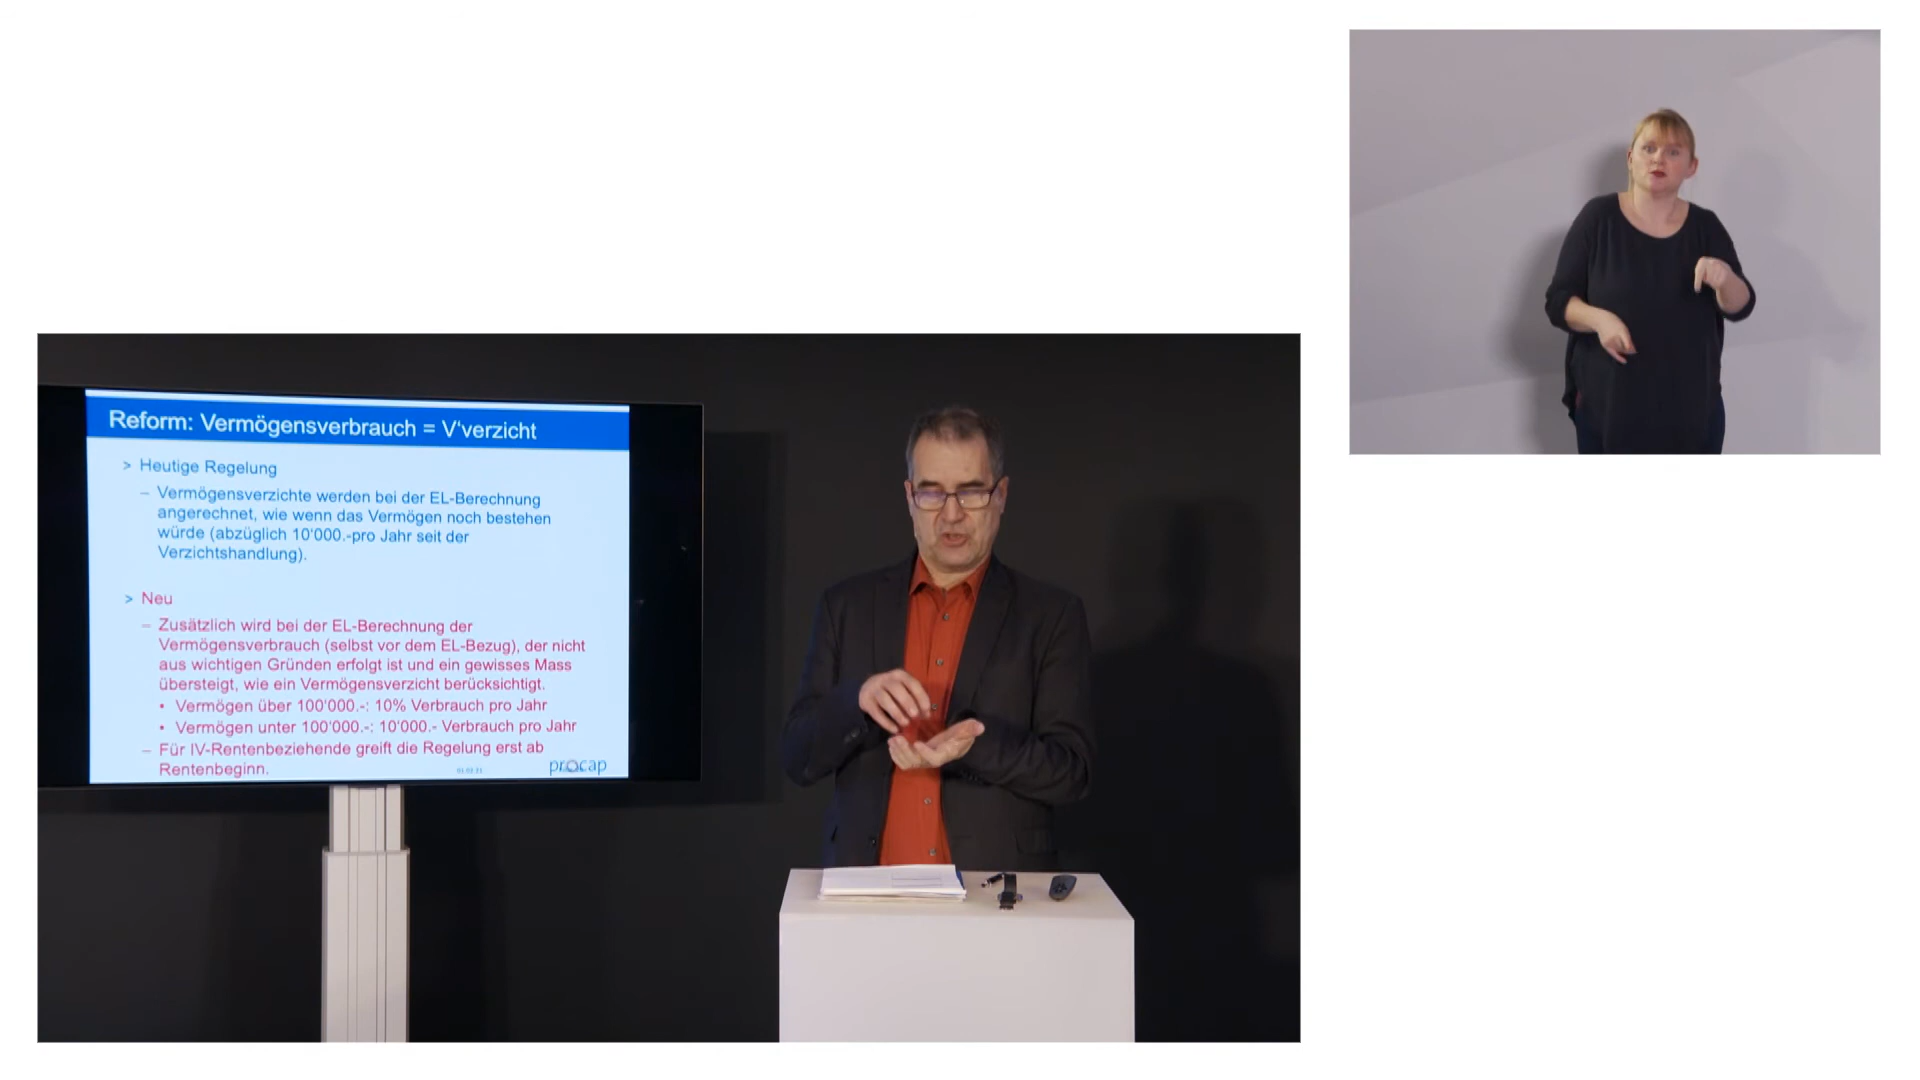 Reform: Vermögensverbrauch = V'verzicht
> Heutige Regelung
– Vermögensverzichte werden bei der EL-Berechnung
angerechnet, wie wenn das Vermögen noch bestehen
würde (abzüglich 10'000.-pro Jahr seit der
Verzichtshandlung).
> Neu
– Zusätzlich wird bei der EL-Berechnung der
Vermögensverbrauch (selbst vor dem EL-Bezug), der nicht
aus wichtigen Gründen erfolgt ist und ein gewisses Mass
übersteigt, wie ein Vermögensverzicht berücksichtigt.
• Vermögen über 100'000.-: 10% Verbrauch pro Jahr
• Vermögen unter 100'000.-: 10'000.- Verbrauch pro Jahr
– Für IV-Rentenbeziehende greift die Regelung erst ab
Rentenbeginn.
procap